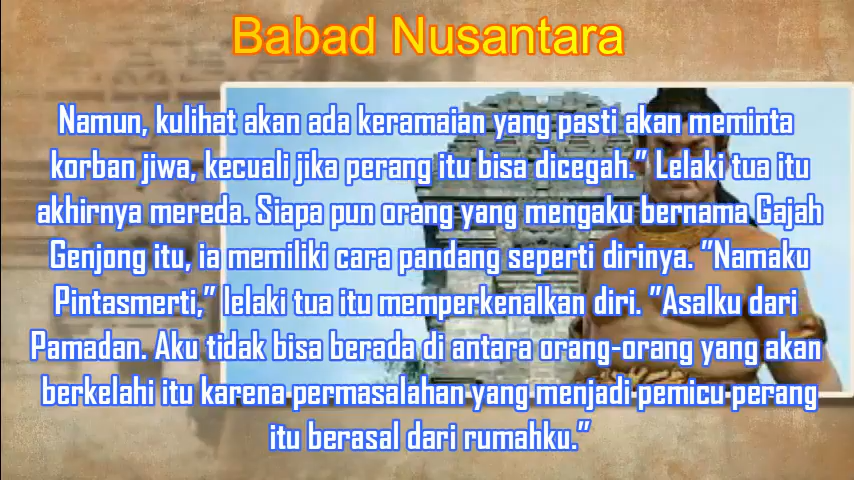 Babad Nusantara
Namun, kulihat akan ada keramaian yang pasti akan meminta
korban jiwa, kecuali jika perang itu bisa dicegah.” Lelaki tua itu
akhirnya mereda. Siapa pun orang yang mengaku bernama Gajah
Genjong itu, ia memiliki cara pandang seperti dirinya. ”Namaku
Pintasmerti,” lelaki tua itu memperkenalkan diri. ”Asalku dari
Pamadan. Aku tidak bisa berada di antara orang-orang yang akan
berkelahi itu karena permasalahan yang menjadi pemicu perang
itu berasal dari rumahku.”